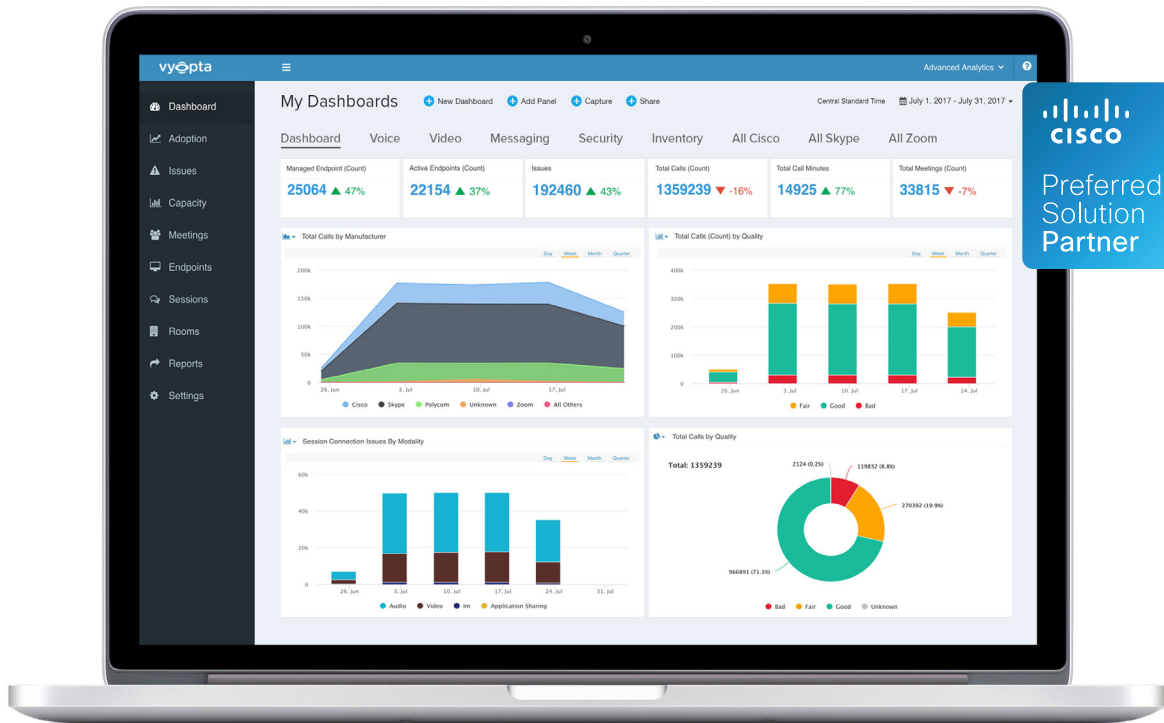 vyopta
Advanced Analytics
?
Dashboard
Adoption
Issues
Capacity
Meetings
Endpoints
Sessions
Rooms
Reports
Settings
My Dashboards
New Dashboard
Add Panel
Capture
Share
Central Standard Time
July 1, 2017 - July 31, 2017
Dashboard Voice Video Messaging Security Inventory All Cisco All Skype All Zoom
Managed Endpoint (Count)
25064 ▲ 47%
Active Endpoints (Count)
22154 ▲ 37%
Issues
192460 ▲ 43%
Total Calls (Count)
1359239 ▼ -16%
Total Call Minutes
14925 ▲ 77%
Total Meetings (Count)
33815 ▼ -7%
Total Calls by Manufacturer
Day Week Month Quarter
200k
150k
100k
50k
0
26. Jun 3. Jul 10. Jul 17. Jul
Cisco Skype Polycom Unknown Zoom All Others
Total Calls (Count) by Quality
Day Week Month Quarter
400k
300k
200k
100k
0
26. Jun 3. Jul 10. Jul 17. Jul 24. Jul
Fair Good Bad
Session Connection Issues By Modality
Day Week Month Quarter
60k
40k
20k
0
26. Jun 3. Jul 10. Jul 17. Jul 24. Jul 31. Jul
Audio Video Im Application Sharing
Total Calls by Quality
Total: 1359239
2124 (0.2%)
119832 (8.8%)
270392 (19.9%)
966891 (71.1%)
Bad Fair Good Unknown
CISCO
Preferred
Solution
Partner